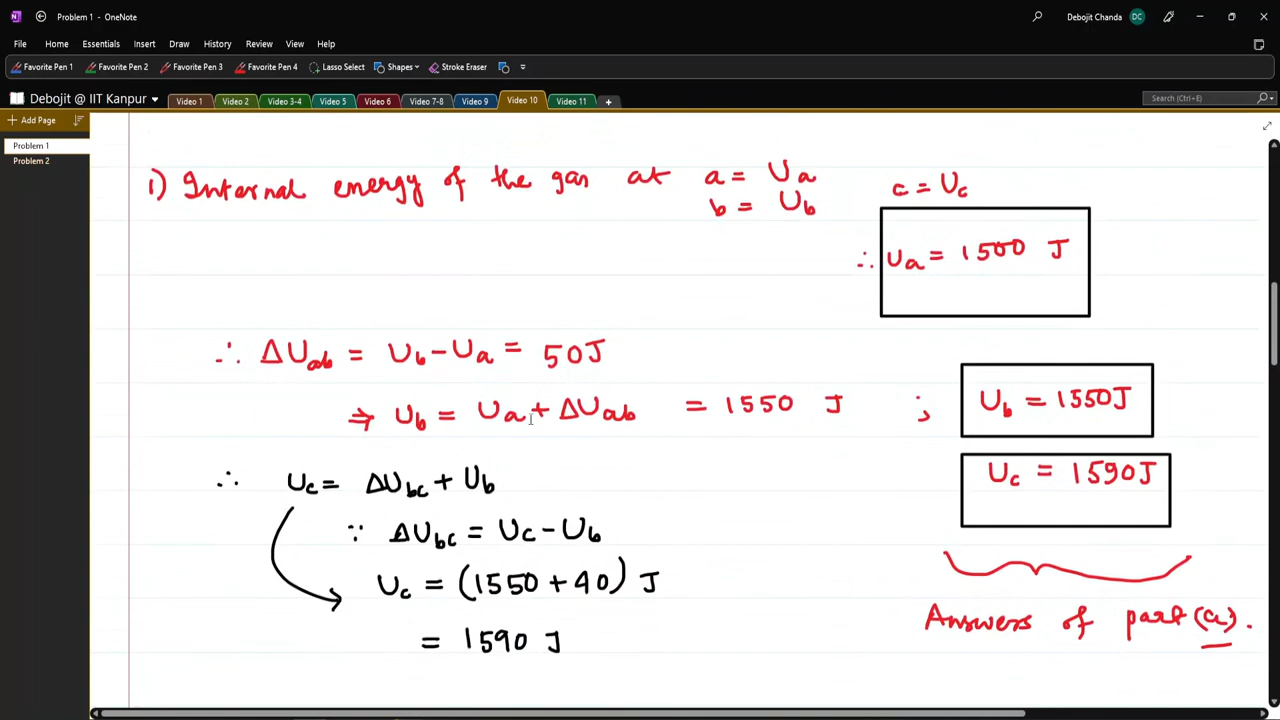 Problem 1 - OneNote
Debojit Chanda DC
File Home Essentials Insert Draw History Review View Help
Favorite Pen 1 Favorite Pen 2 Favorite Pen 3 Favorite Pen 4 Lasso Select Shapes Stroke Eraser
Debojit @ IIT Kanpur Video 1 Video 2 Video 3-4 Video 5 Video 6 Video 7-8 Video 9 Video 10 Video 11 + Search (Ctrl+E)
+ Add Page
Problem 1
Problem 2
i) Internal energy of the gas at a = Ua c = Uc
b = Ub
∴ Ua = 1500 J
∴ ΔUab = Ub - Ua = 50J
⇒ Ub = Ua + ΔUab = 1550 J ; Ub = 1550J
∴ Uc = ΔUbc + Ub Uc = 1590J
∵ ΔUbc = Uc - Ub
Uc = (1550 + 40) J
Answers of part (a).
= 1590 J